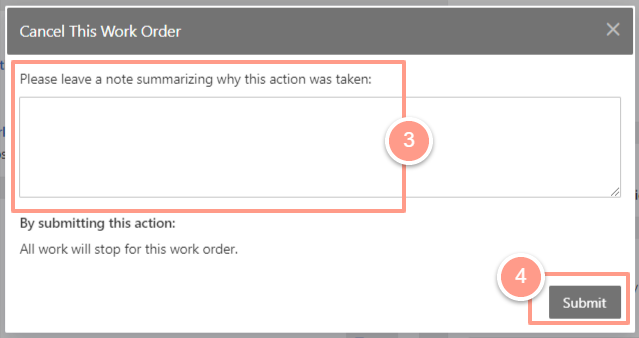 Cancel This Work Order
Please leave a note summarizing why this action was taken:
3
By submitting this action:
All work will stop for this work order.
4
Submit